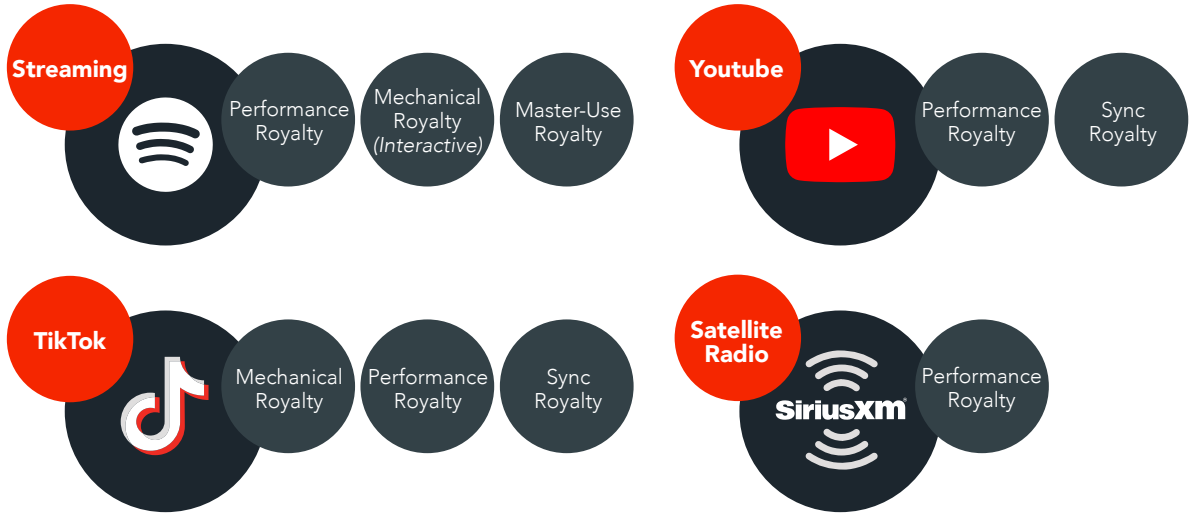 Streaming
Performance
Royalty
Mechanical
Royalty
(Interactive)
Master-Use
Royalty
Youtube
Performance
Royalty
Sync
Royalty
TikTok
Mechanical
Royalty
Performance
Royalty
Sync
Royalty
Satellite
Radio
SiriusXM
Performance
Royalty